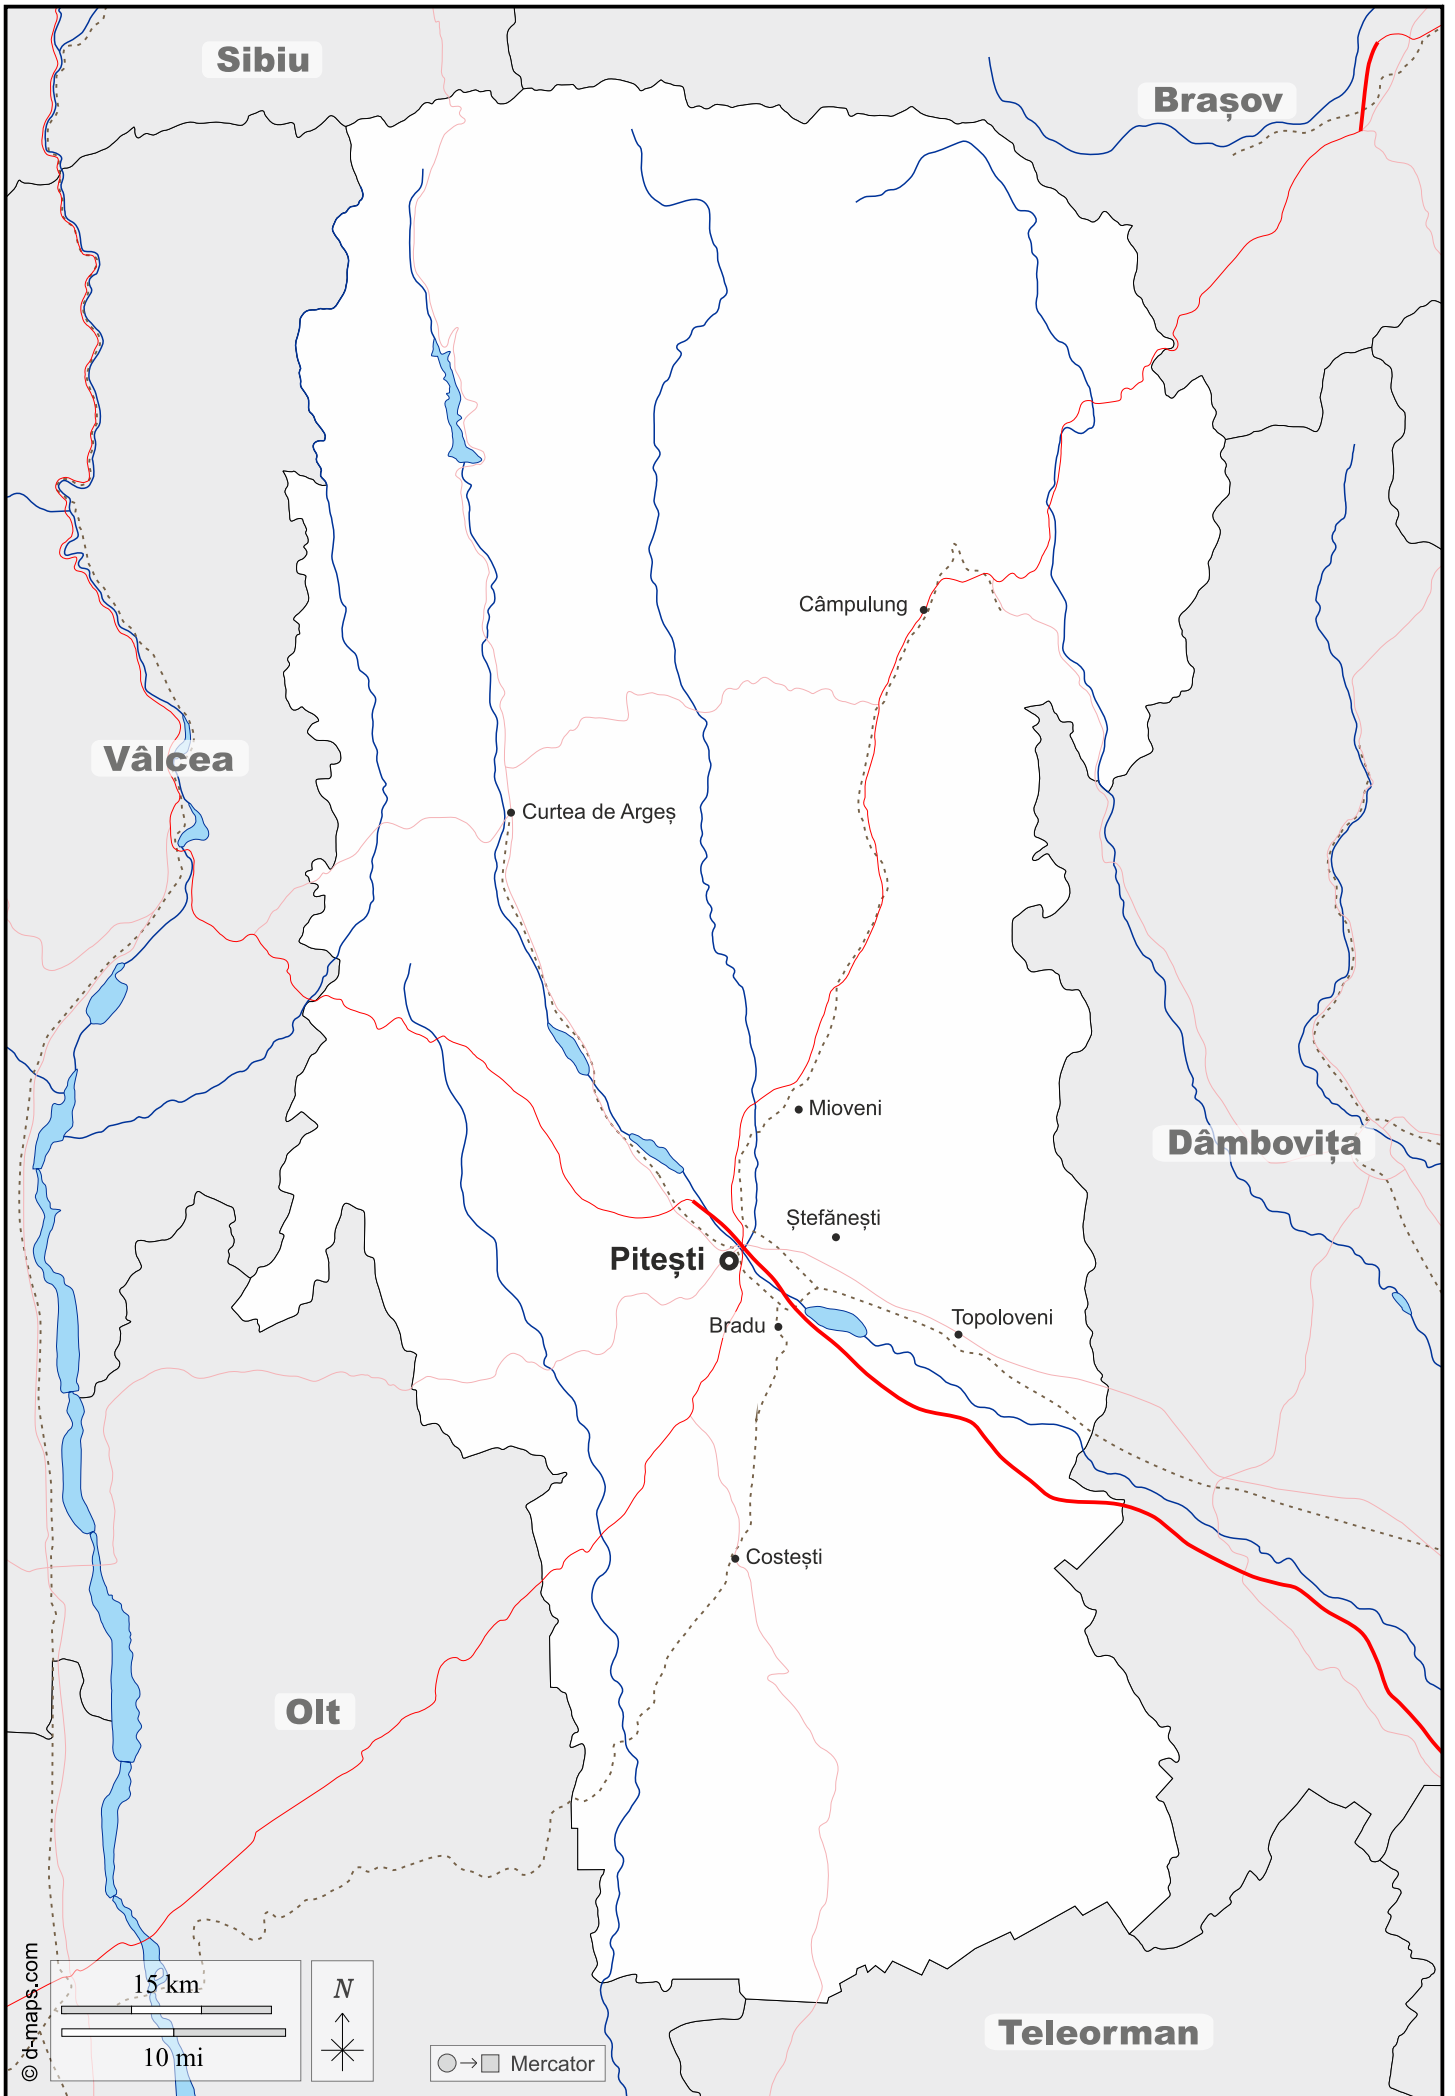 Sibiu
Brașov
Câmpulung
Vâlcea
Curtea de Argeș
Mioveni
Dâmbovița
Ștefănești
Pitești
Topoloveni
Bradu
Costești
Olt
© d-maps.com
15 km
10 mi
N
Mercator
Teleorman